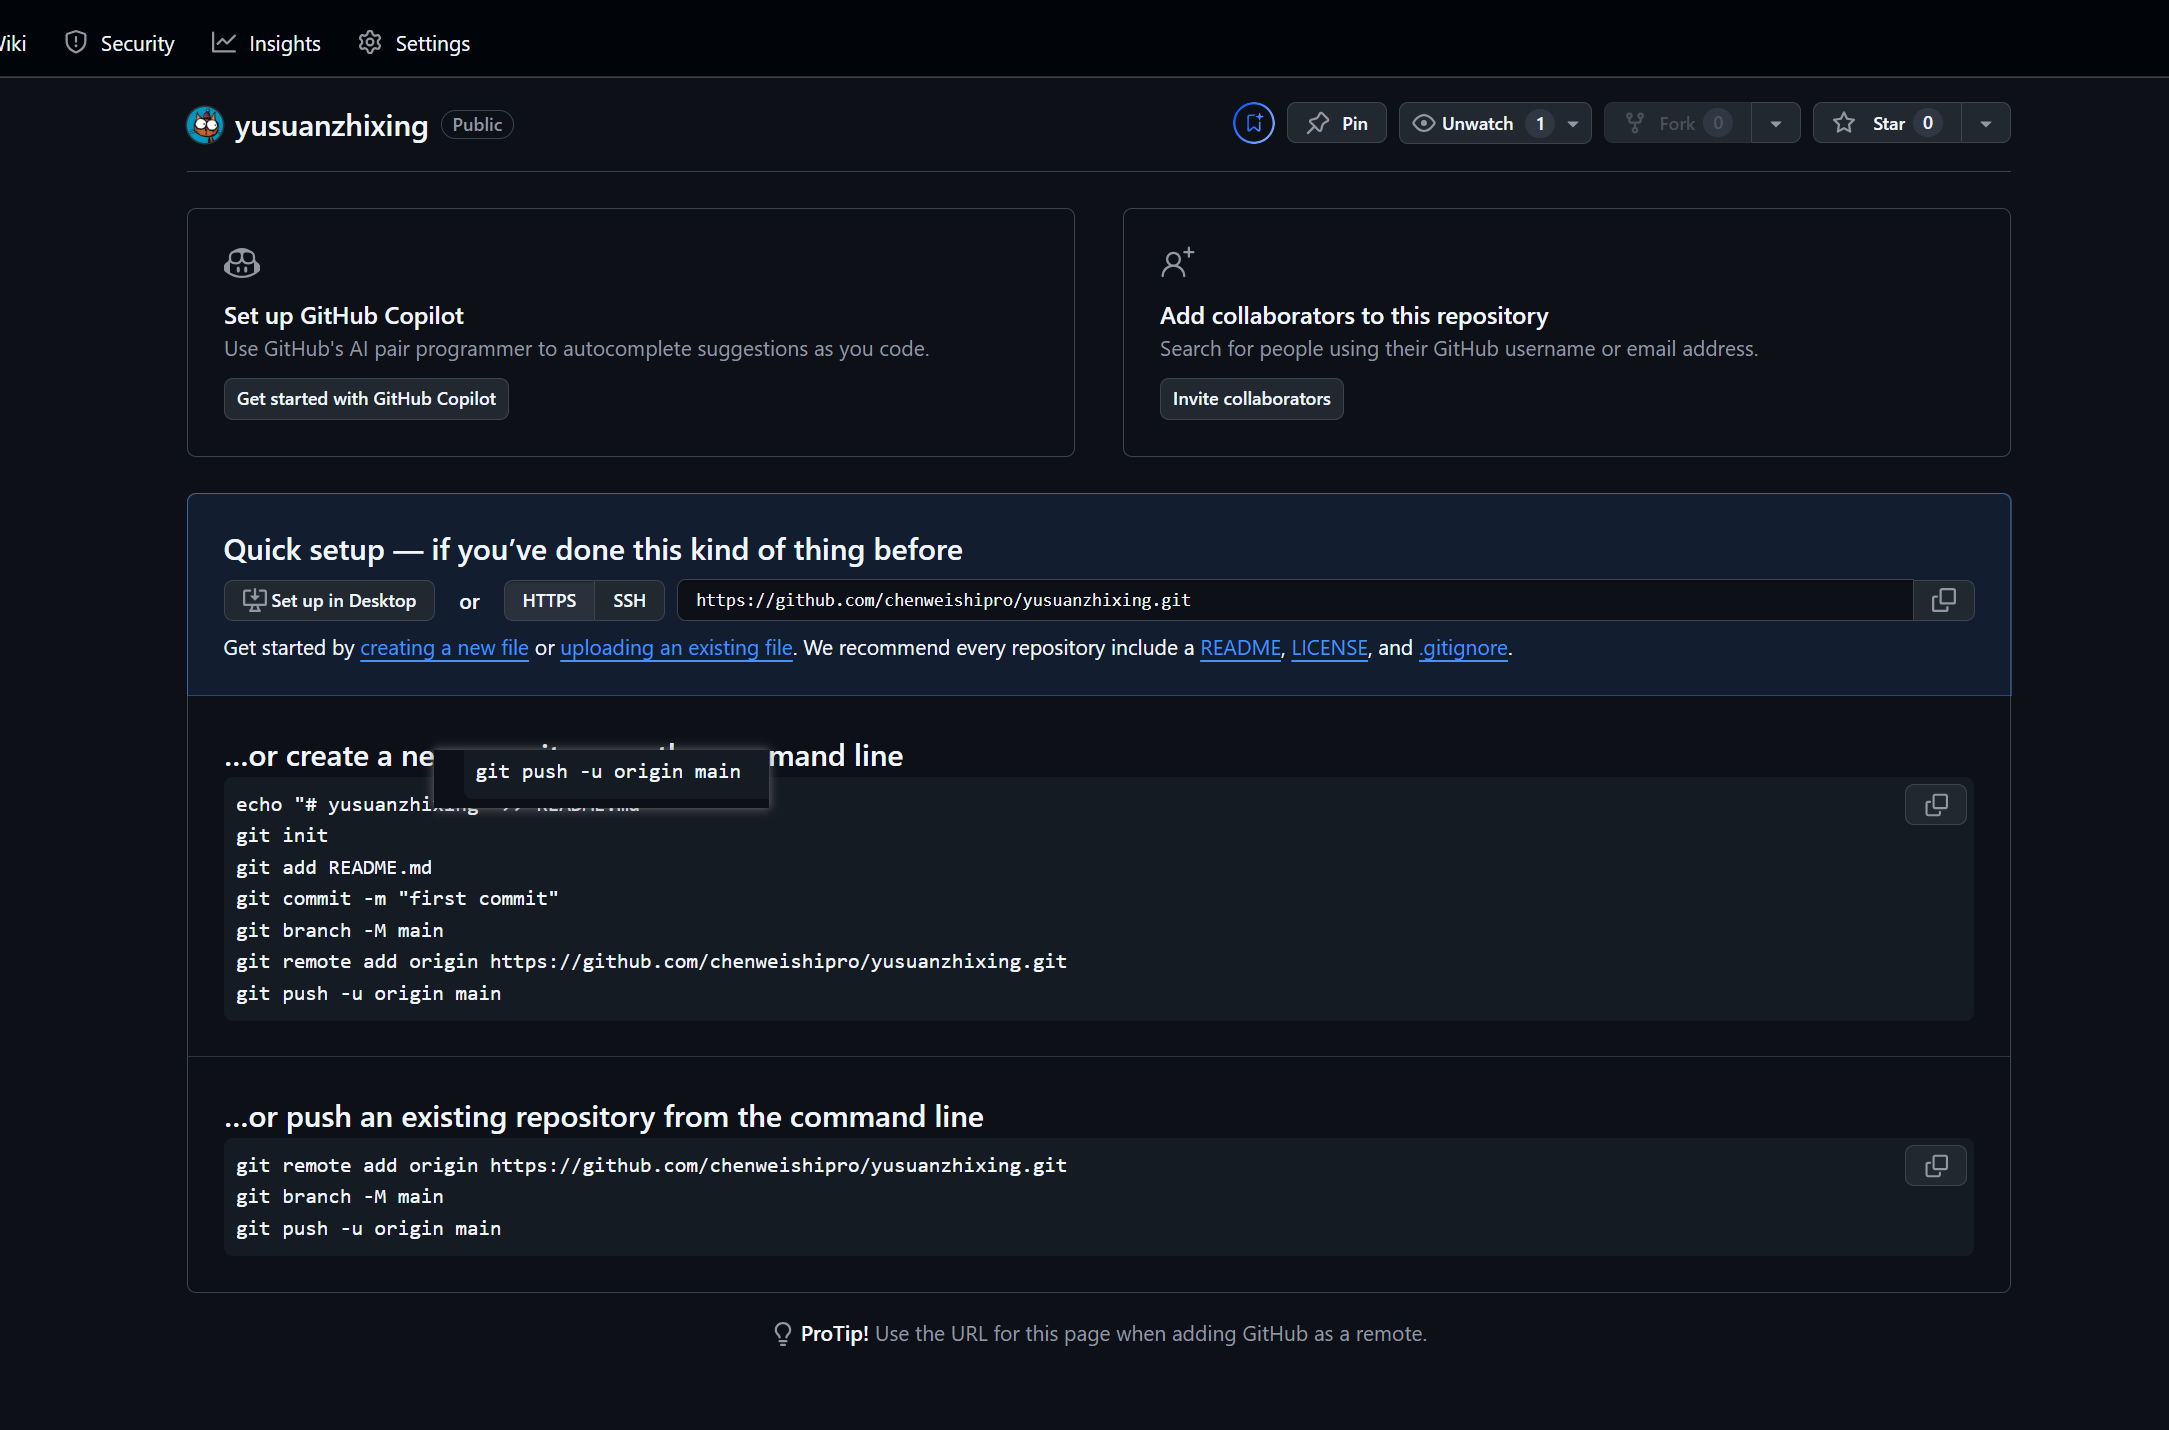 Security
Insights
Settings
yusuanzhixing
Public
Pin
Unwatch 1
Fork 0
Star 0
Set up GitHub Copilot
Use GitHub's AI pair programmer to autocomplete suggestions as you code.
Get started with GitHub Copilot
Add collaborators to this repository
Search for people using their GitHub username or email address.
Invite collaborators
Quick setup — if you’ve done this kind of thing before
Set up in Desktop
or
HTTPS
SSH
https://github.com/chenweishipro/yusuanzhixing.git
Get started by creating a new file or uploading an existing file. We recommend every repository include a README, LICENSE, and .gitignore.
…or create a line
git push -u origin main
echo "#
git init
git add README.md
git commit -m "first commit"
git branch -M main
git remote add origin https://github.com/chenweishipro/yusuanzhixing.git
git push -u origin main
…or push an existing repository from the command line
git remote add origin https://github.com/chenweishipro/yusuanzhixing.git
git branch -M main
git push -u origin main
ProTip! Use the URL for this page when adding GitHub as a remote.